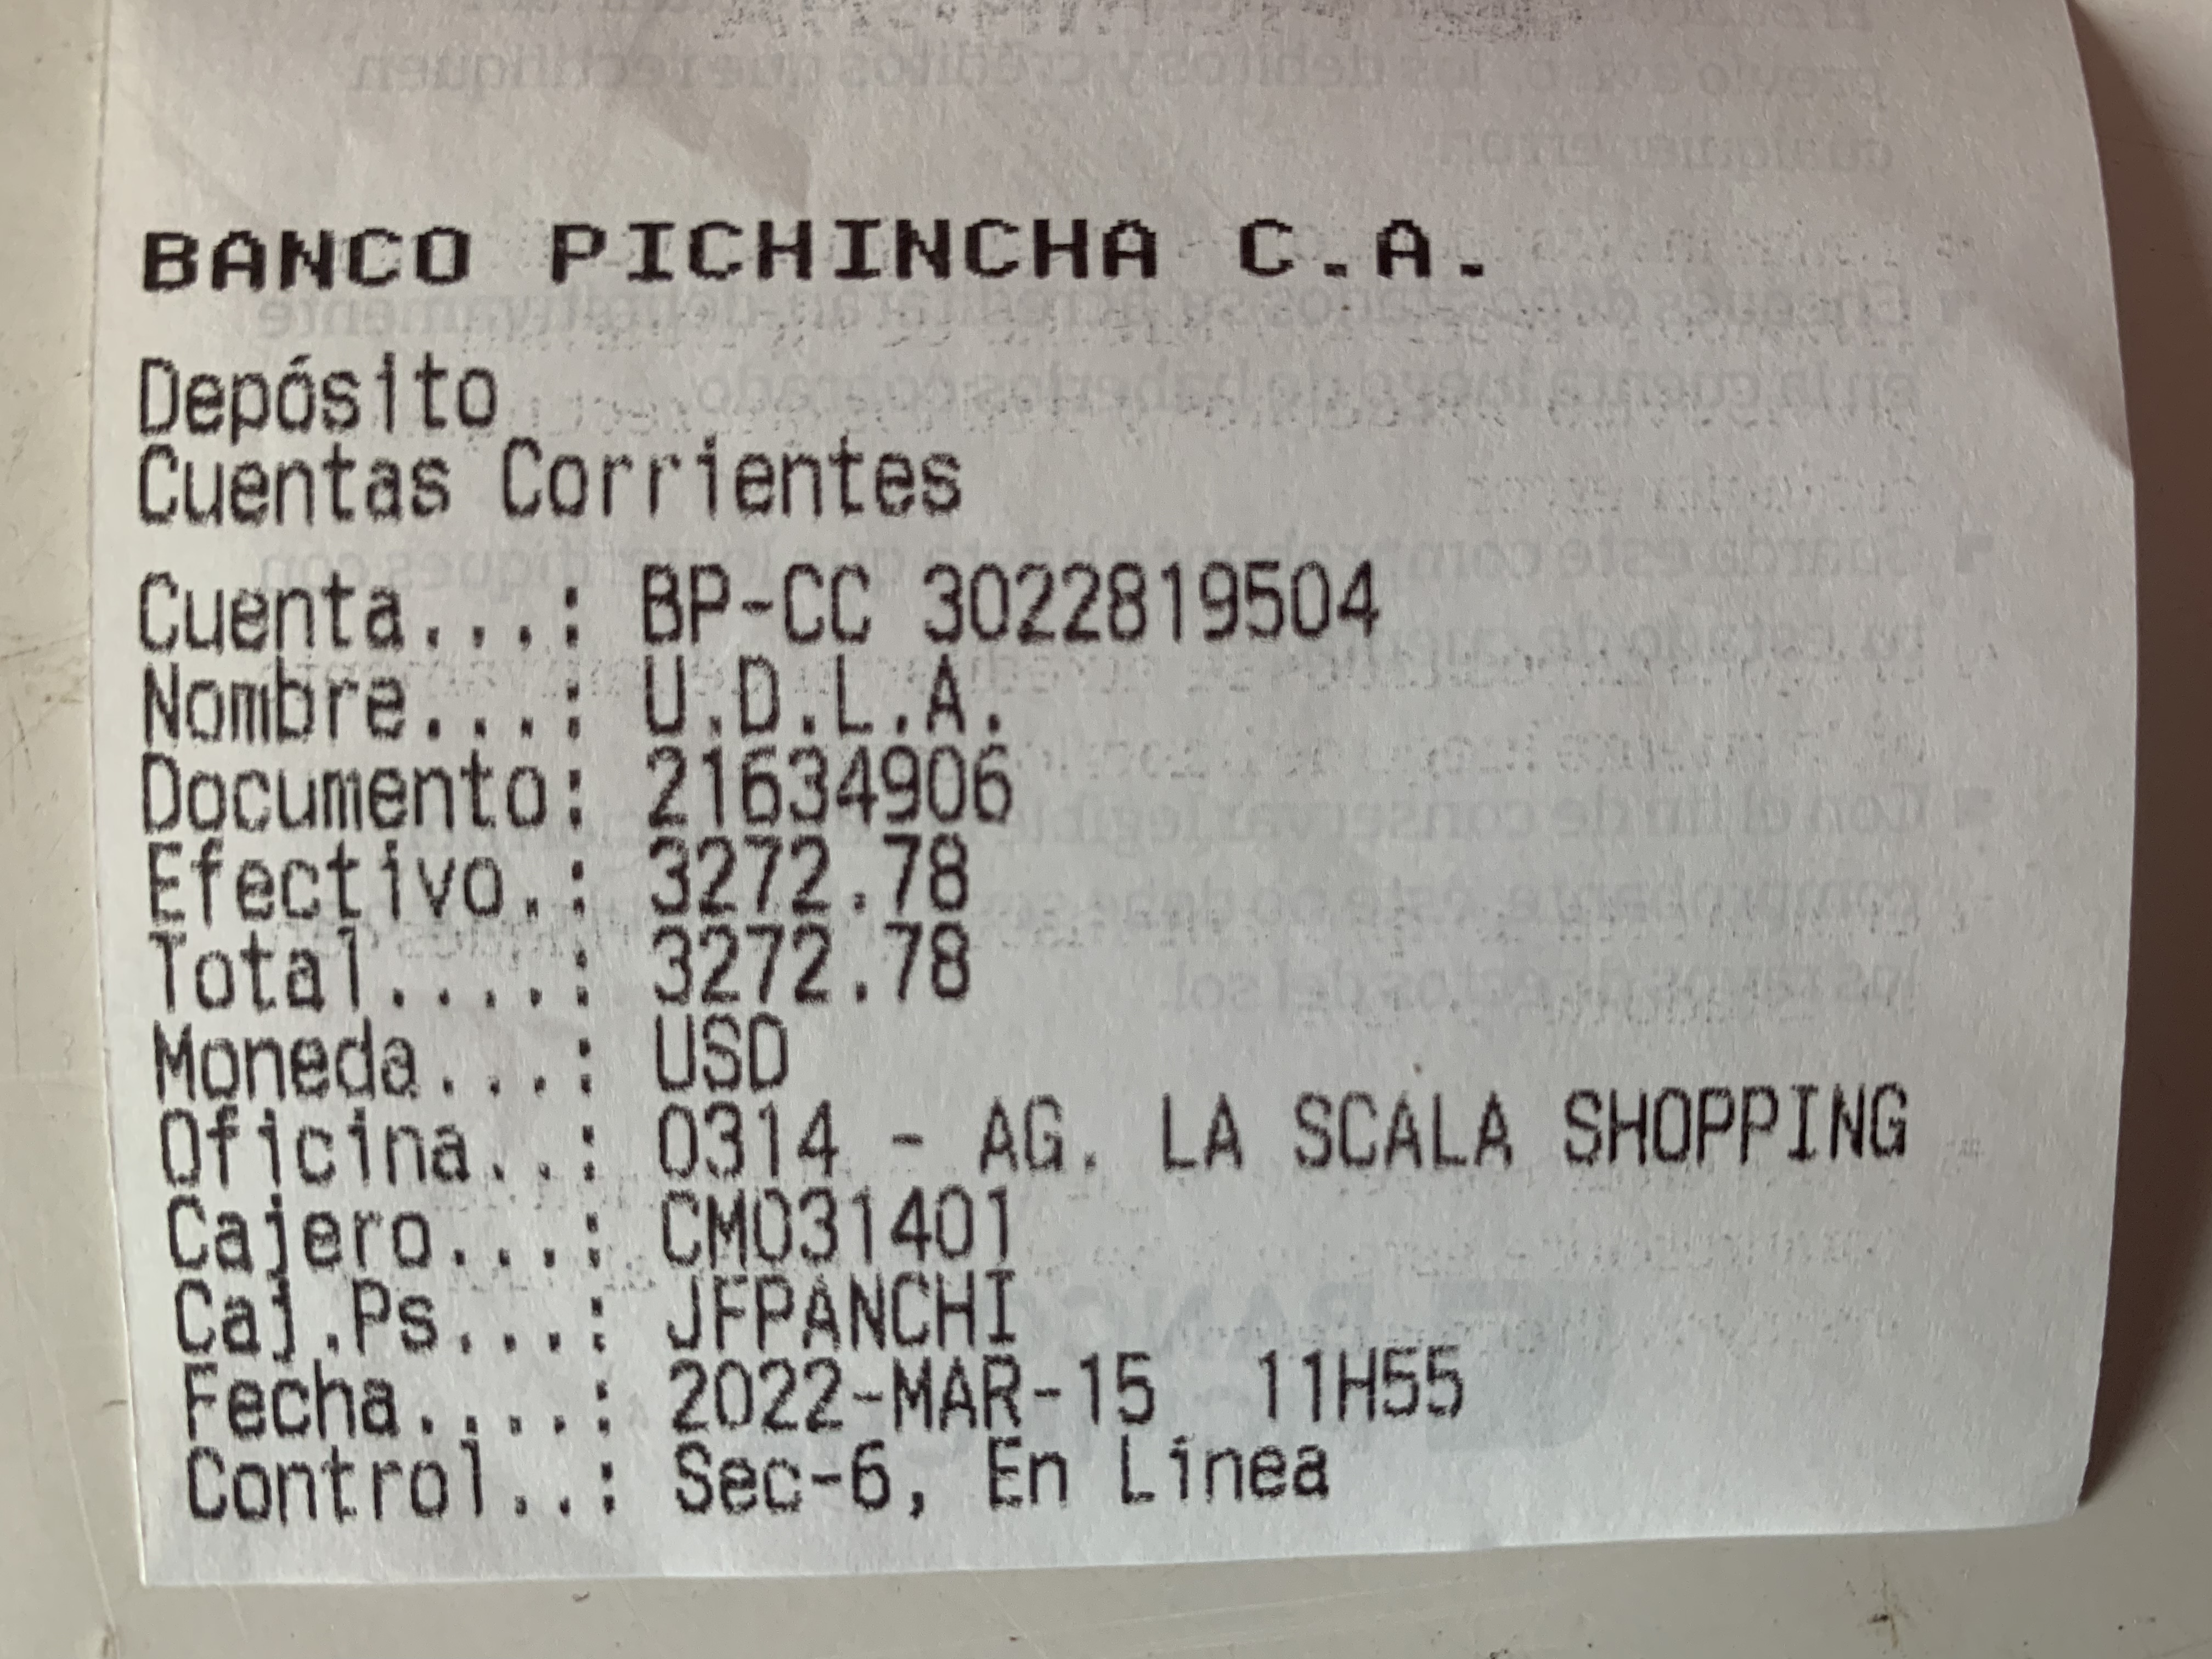 BANCO PICHINCHA C.A.
Depósito
Cuentas Corrientes
Cuenta...: BP-CC 3022819504
Nombre...: U.D.L.A.
Documento: 21634906
Efectivo.: 3272.78
Total....: 3272.78
Moneda...: USD
Oficina..: 0314 - AG. LA SCALA SHOPPING
Cajero...: CM031401
Caj.Ps...: JFPANCHI
Fecha....: 2022-MAR-15  11H55
Control..: Sec-6, En Línea